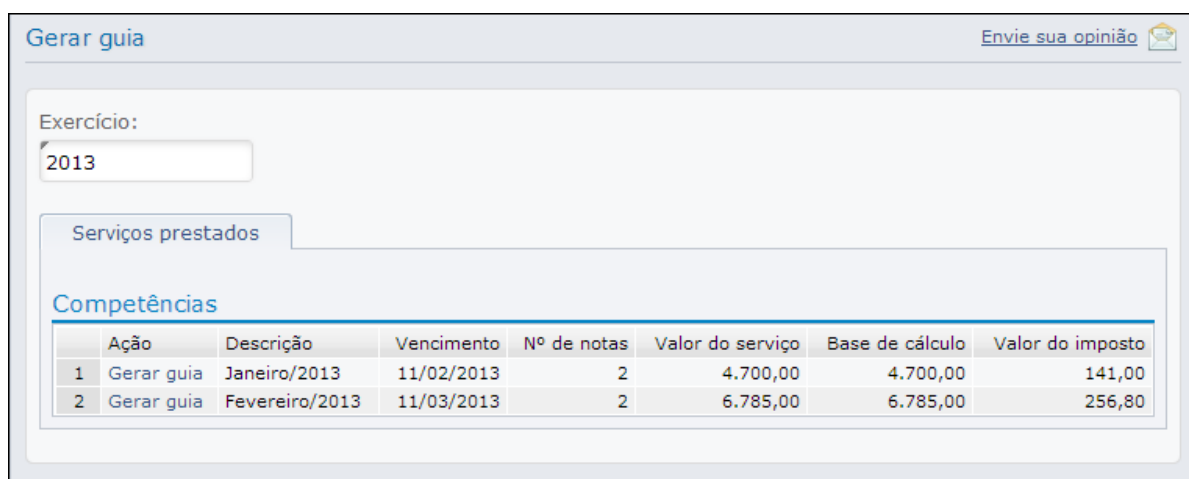 Gerar guia Envie sua opinião
Exercício:
2013
Serviços prestados
Competências
Ação Descrição Vencimento Nº de notas Valor do serviço Base de cálculo Valor do imposto
1 Gerar guia Janeiro/2013 11/02/2013 2 4.700,00 4.700,00 141,00
2 Gerar guia Fevereiro/2013 11/03/2013 2 6.785,00 6.785,00 256,80